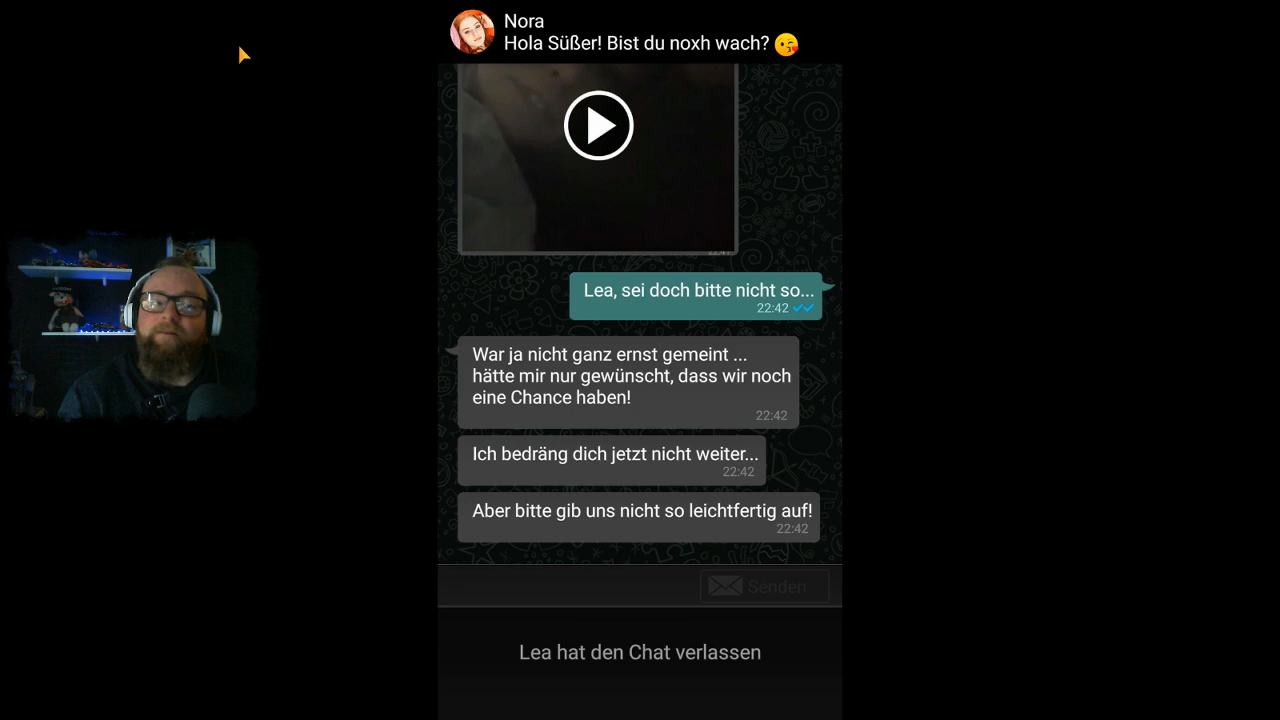 Nora
Hola Süßer! Bist du noxh wach? 😘
22:41
Lea, sei doch bitte nicht so...
22:42
War ja nicht ganz ernst gemeint ...
hätte mir nur gewünscht, dass wir noch
eine Chance haben!
22:42
Ich bedräng dich jetzt nicht weiter...
22:42
Aber bitte gib uns nicht so leichtfertig auf!
22:42
Senden
Lea hat den Chat verlassen